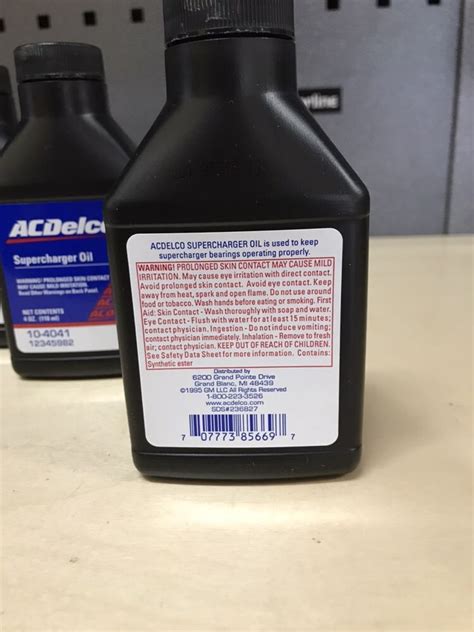 ACDelco
Supercharger Oil
WARNING! PROLONGED SKIN CONTACT
MAY CAUSE MILD IRRITATION.
Read Other Warnings on Back Panel.
NET CONTENTS
4 OZ. (118 ml)
10-4041
12345982
ACDELCO SUPERCHARGER OIL is used to keep
supercharger bearings operating properly.
WARNING! PROLONGED SKIN CONTACT MAY CAUSE MILD
IRRITATION. May cause eye irritation with direct contact.
Avoid prolonged skin contact. Avoid eye contact. Keep
away from heat, spark and open flame. Do not use around
food or tobacco. Wash hands before eating or smoking. First
Aid: Skin Contact - Wash thoroughly with soap and water.
Eye Contact - Flush with water for at least 15 minutes;
contact physician, Ingestion - Do not induce vomiting;
contact physician immediately. Inhalation - Remove to fresh
air; contact physician. KEEP OUT OF REACH OF CHILDREN.
See Safety Data Sheet for more information. Contains:
Synthetic ester
Distributed by
6200 Grand Pointe Drive
Grand Blanc, MI 48439
©1995 GM LLC All Rights Reserved
1-800-223-3526
www.acdelco.com
SDS#236827
7 07773 85669 7